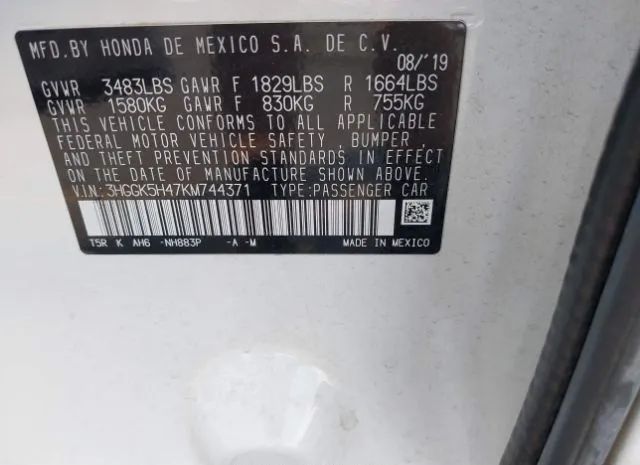 MFD.BY HONDA DE MEXICO S.A. DE C.V.
08/'19
GVWR 3483LBS GAWR F 1829LBS R 1664LBS
GVWR 1580KG GAWR F 830KG R 755KG
THIS VEHICLE CONFORMS TO ALL APPLICABLE
FEDERAL MOTOR VEHICLE SAFETY , BUMPER ,
AND THEFT PREVENTION STANDARDS IN EFFECT
ON THE DATE OF MANUFACTURE SHOWN ABOVE.
V.I.N:3HGGK5H47KM744371 TYPE:PASSENGER CAR
T5R K AH6 -NH883P -A -M MADE IN MEXICO